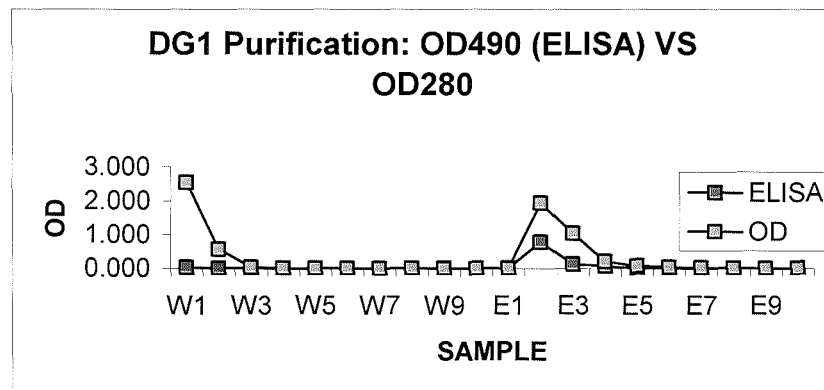 DG1 Purification: OD490 (ELISA) VS
OD280
3.000
2.000
1.000
0.000
OD
W1 W3 W5 W7 W9 E1 E3 E5 E7 E9
SAMPLE
ELISA
OD